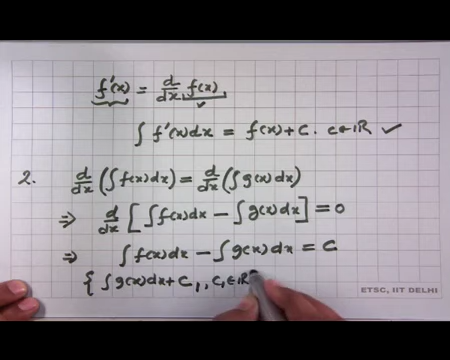 f'(x) = d/dx f(x)
∫ f'(x)dx = f(x) + C. C ∈ ℝ ✓
2. d/dx (∫ f(x)dx) = d/dx (∫ g(x)dx)
⇒ d/dx [∫ f(x)dx − ∫ g(x)dx] = 0
⇒ ∫ f(x)dx − ∫ g(x)dx = C
{ ∫ g(x)dx + C₁, C₁ ∈ ℝ
ETSC, IIT DELHI